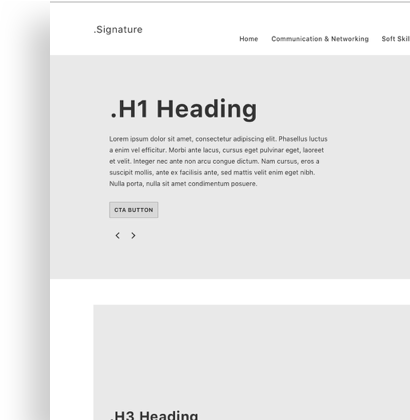 .Signature
Home Communication & Networking Soft Skil
.H1 Heading
Lorem ipsum dolor sit amet, consectetur adipiscing elit. Phasellus luctus
a enim vel efficitur. Morbi ante lacus, cursus eget pulvinar eget, laoreet
et velit. Integer nec ante non arcu congue dictum. Nam cursus, eros a
suscipit mollis, ante ex facilisis ante, sed mattis velit enim eget nibh.
Nulla porta, nulla sit amet condimentum posuere.
CTA BUTTON
.H3 Heading